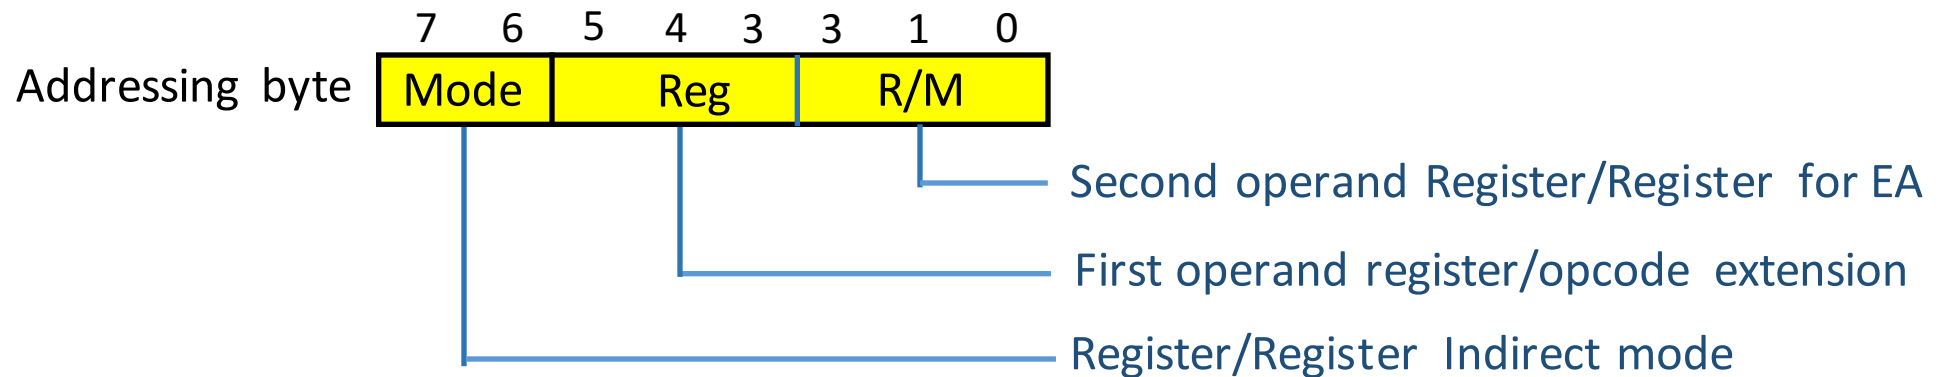 7 6 5 4 3 3 1 0
Addressing byte Mode Reg R/M
Second operand Register/Register for EA
First operand register/opcode extension
Register/Register Indirect mode